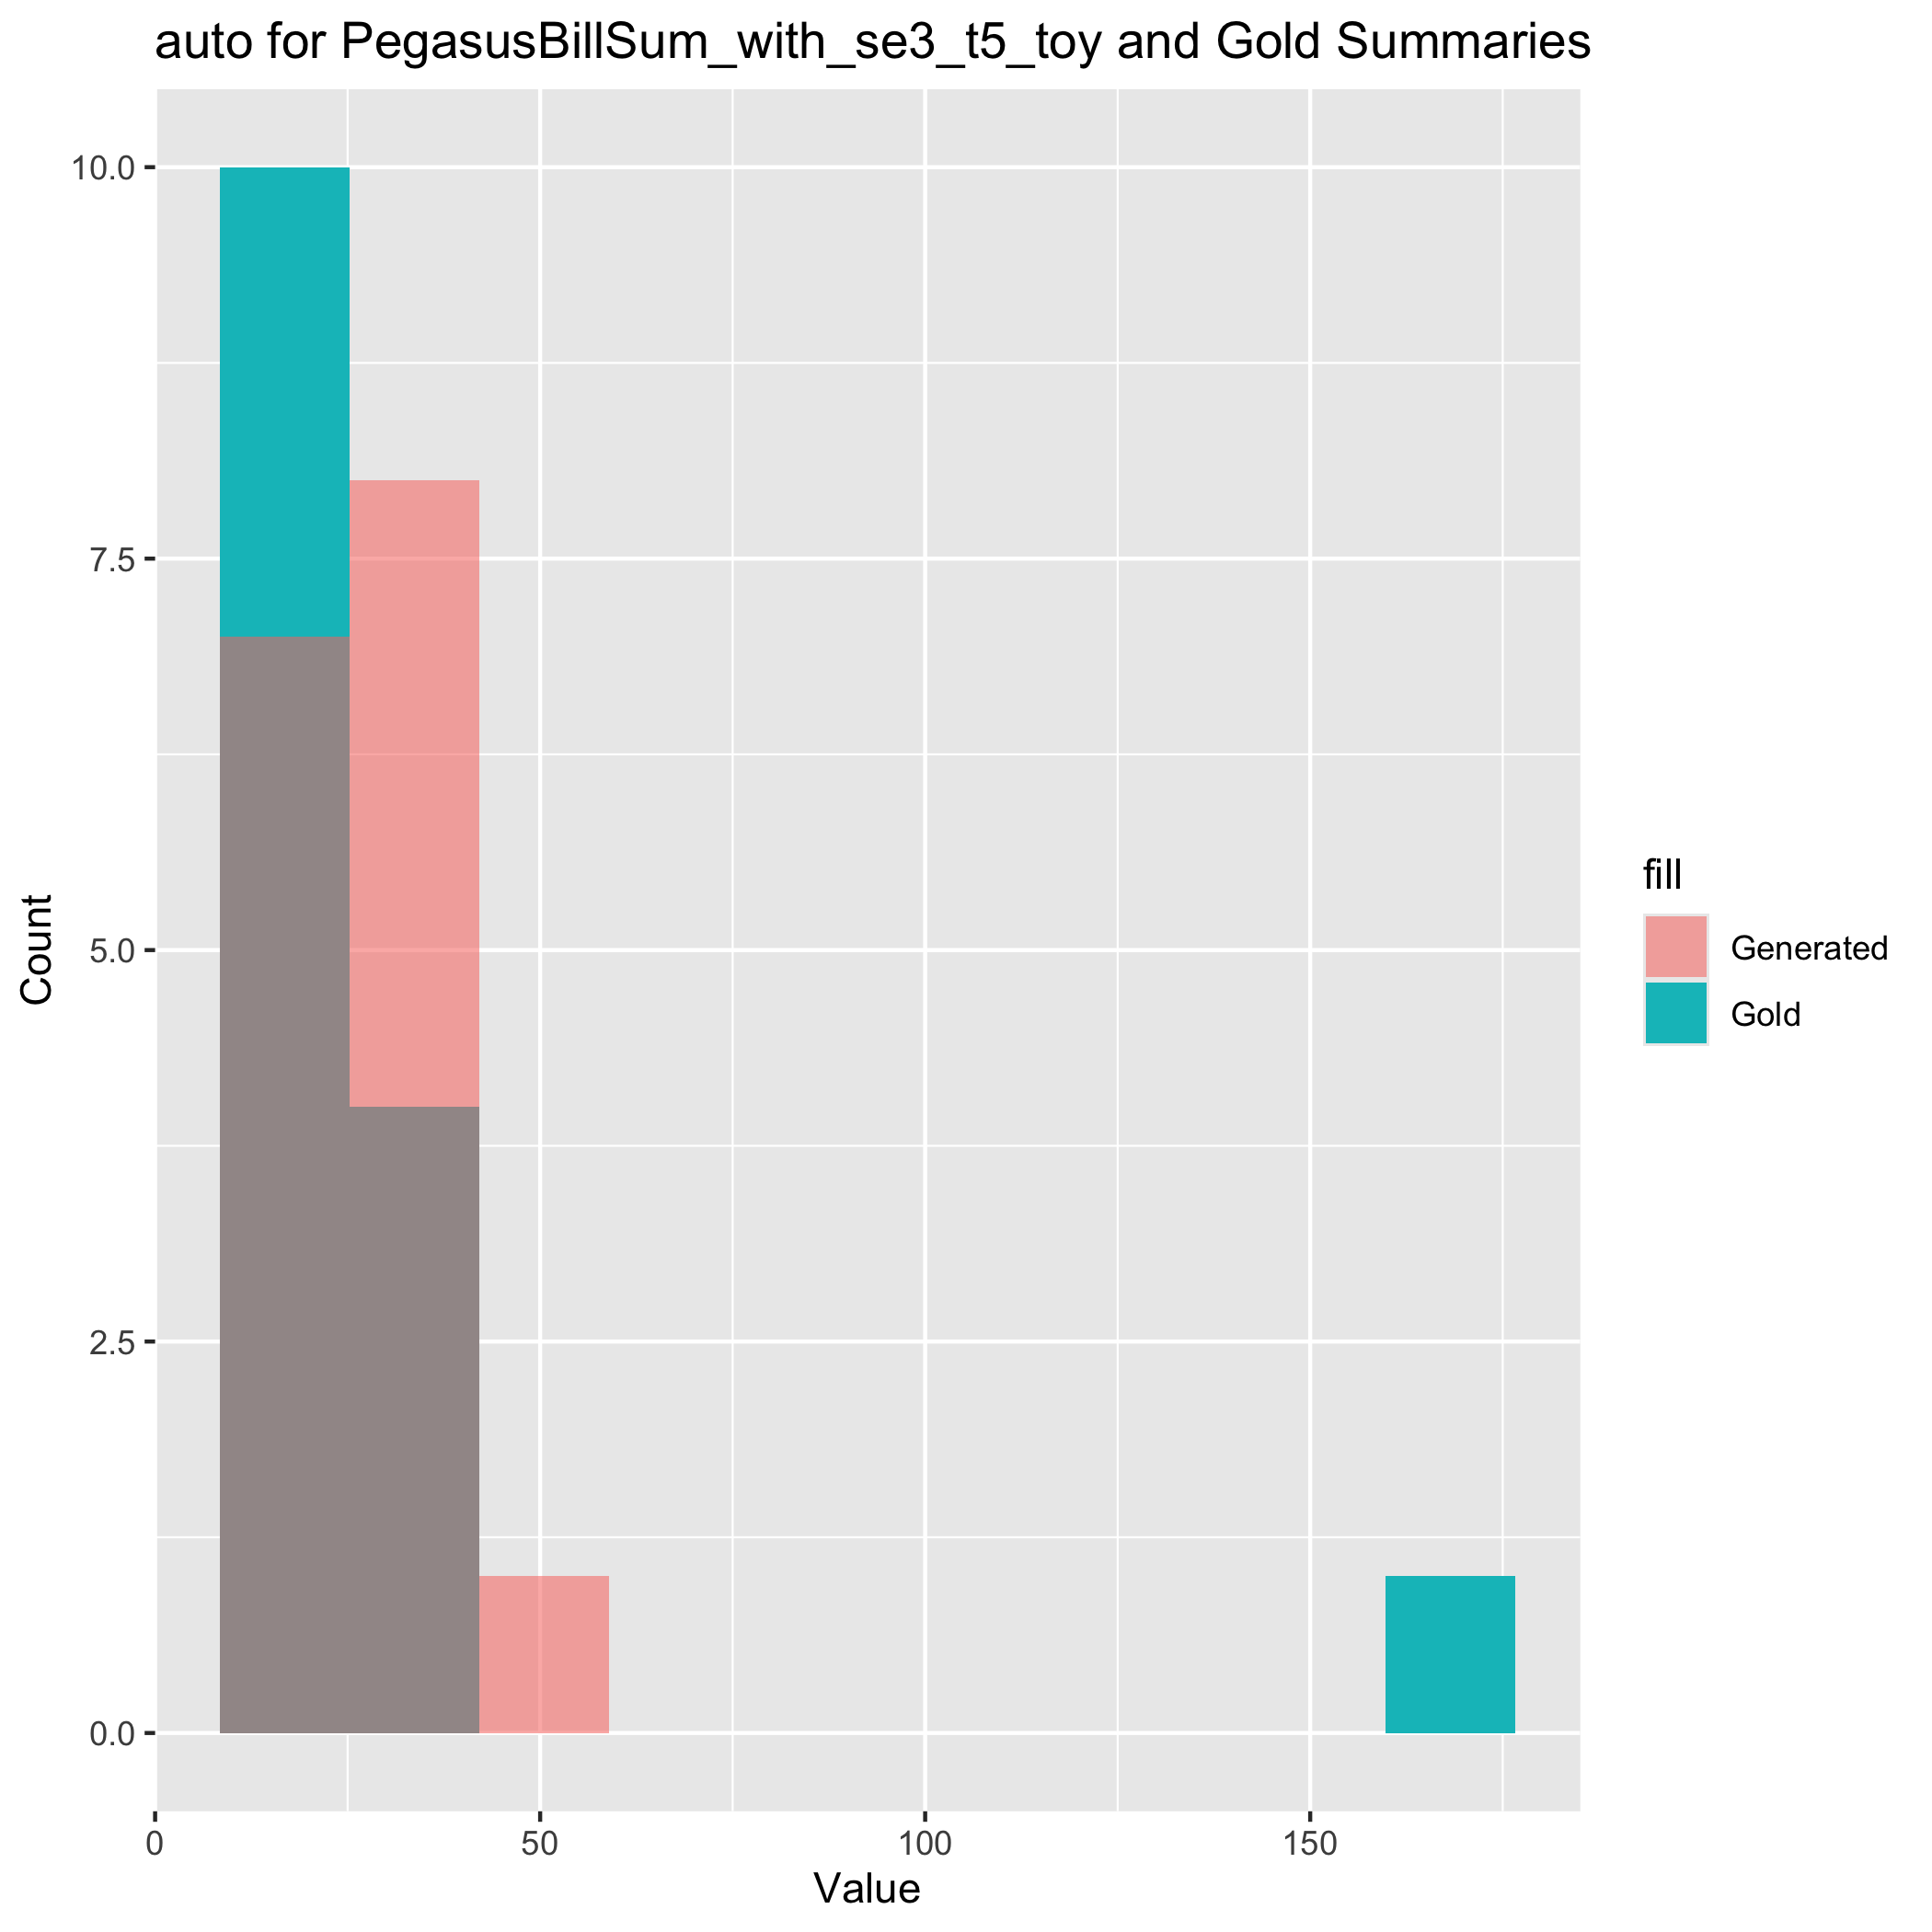 auto for PegasusBillSum_with_se3_t5_toy and Gold Summaries
10.0
7.5
5.0
2.5
0.0
Count
0 50 100 150
Value
fill
Generated
Gold